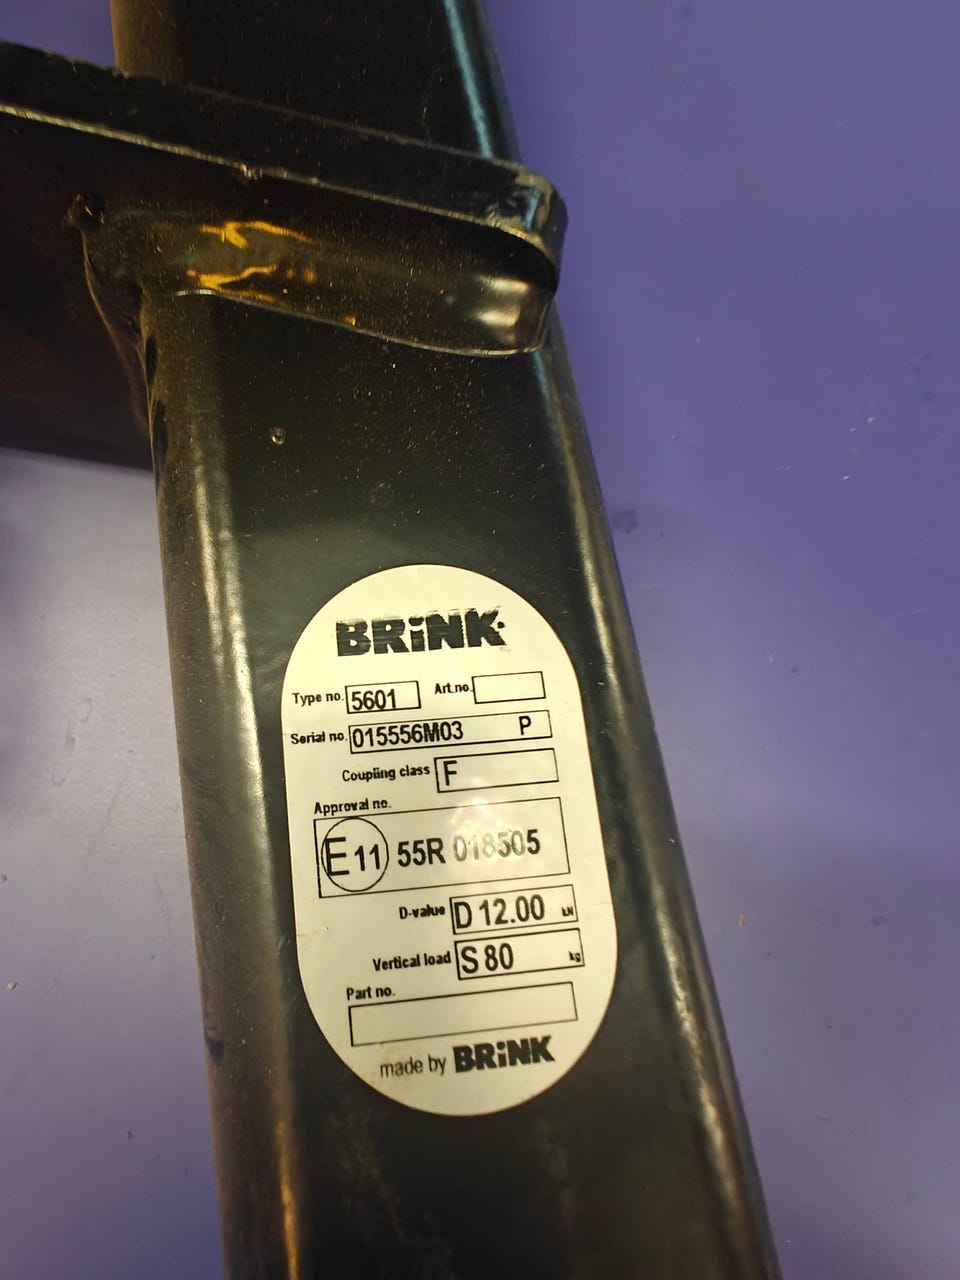 BRiNK
Type no. 5601 Art.no.
Serial no. 015556M03 P
Coupling class F
Approval no.
E11 55R 018505
D-value D 12.00 kN
Vertical load S 80 kg
Part no.
made by BRiNK